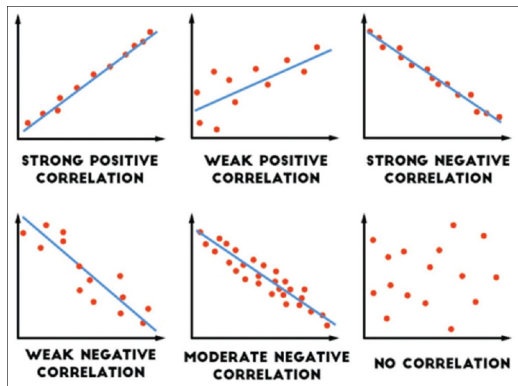 STRONG POSITIVE
CORRELATION
WEAK POSITIVE
CORRELATION
STRONG NEGATIVE
CORRELATION
WEAK NEGATIVE
CORRELATION
MODERATE NEGATIVE
CORRELATION
NO CORRELATION